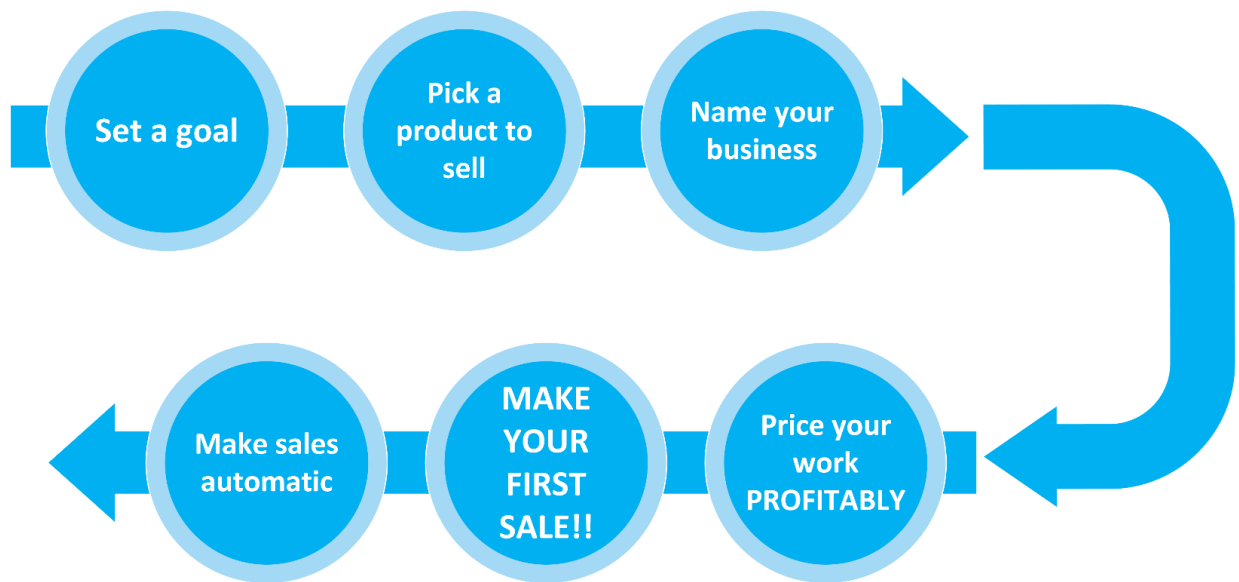 Set a goal
Pick a
product to
sell
Name your
business
Price your
work
PROFITABLY
MAKE
YOUR
FIRST
SALE!!
Make sales
automatic